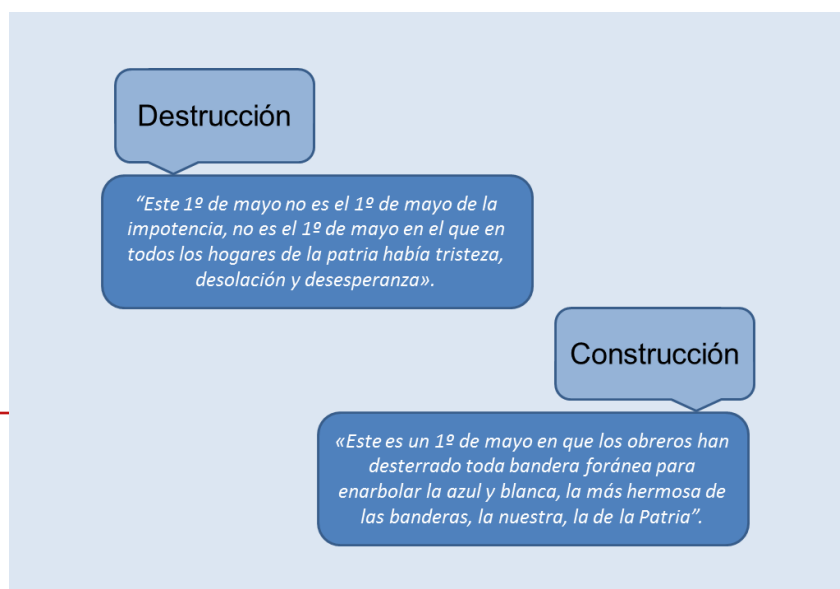 Destrucción
“Este 1º de mayo no es el 1º de mayo de la
impotencia, no es el 1º de mayo en el que en
todos los hogares de la patria había tristeza,
desolación y desesperanza».
Construcción
«Este es un 1º de mayo en que los obreros han
desterrado toda bandera foránea para
enarbolar la azul y blanca, la más hermosa de
las banderas, la nuestra, la de la Patria”.